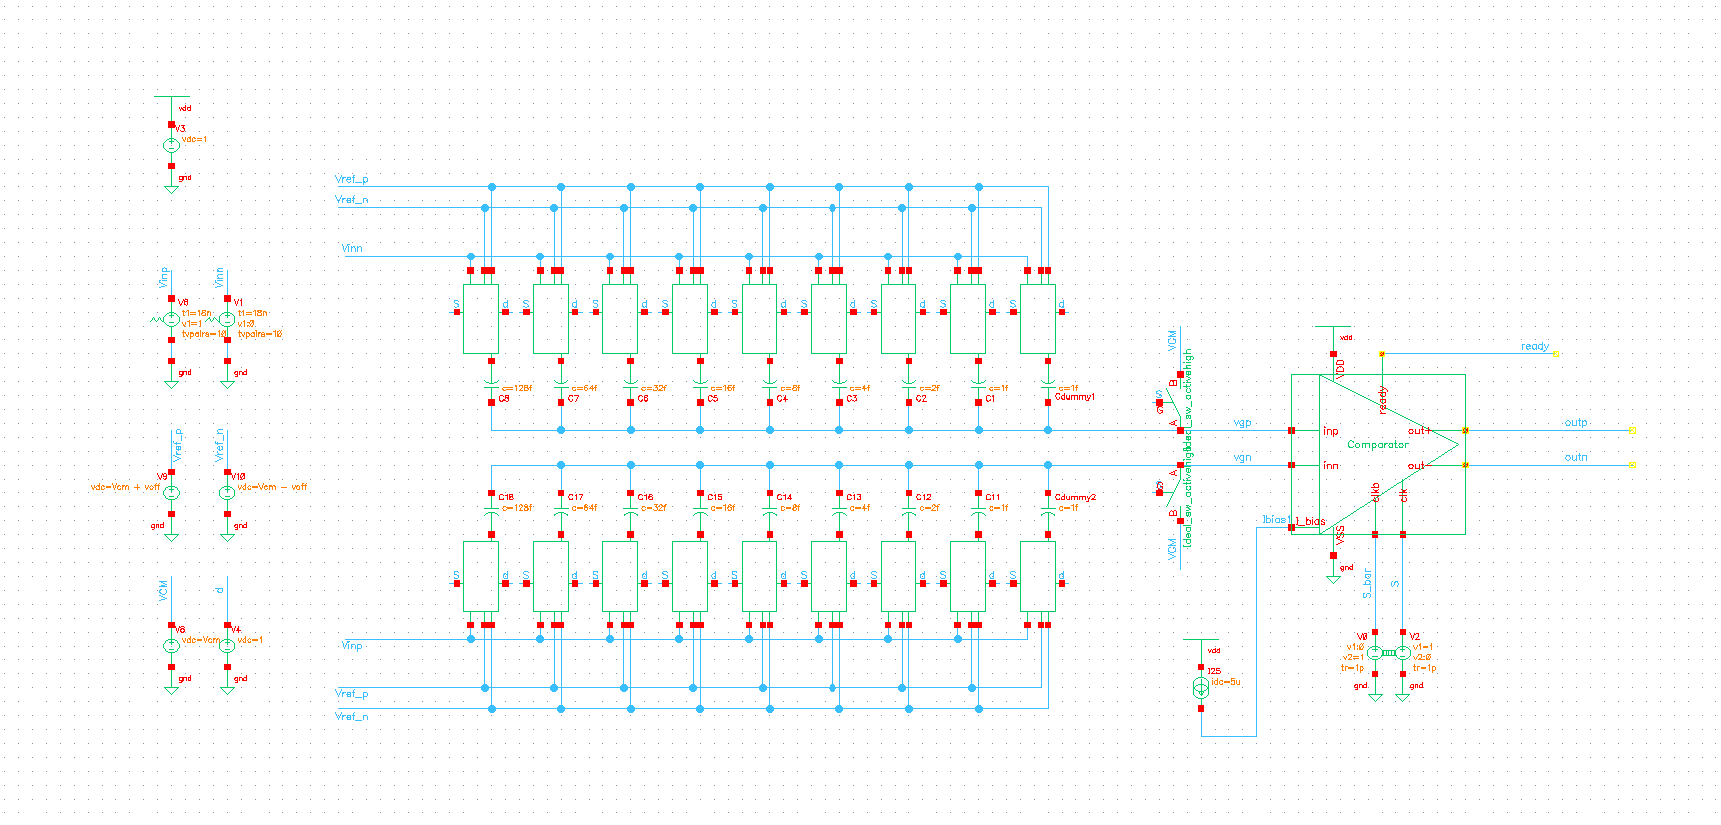 vdd
V3
vdc=1
gnd
Vref_p
Vref_n
Vinn
Vinp
Vinn
V1
t1=18n
v1=1
tvpairs=10
t1=18n
v1:0
tvpairs=10
gnd
gnd
S d S d S d S d S d S d S d S d S d
c=128f
C8
c=64f
C7
c=32f
C6
c=16f
C5
c=8f
C4
c=4f
C3
c=2f
C2
c=1f
C1
c=1f
Cdummy1
VCM
B
A
ideal_sw_activehigh
vgp
vgn
A
B
ideal_sw_activehigh
VCM
vdd
VDD
ready
ready
inp
inn
Comparator
out+
out-
outp
outn
clkb
clk
Ibias1
I_bias
VSS
gnd
S_bar
S
Vref_p
Vref_n
V9
vdc=Vcm + voff
V10
vdc=Vcm - voff
gnd
gnd
C18
c=128f
C17
c=64f
C16
c=32f
C15
c=16f
C14
c=8f
C13
c=4f
C12
c=2f
C11
c=1f
Cdummy2
c=1f
S d S d S d S d S d S d S d S d S d
VCM
d
vdc=Vcm
V4
vdc=1
gnd
gnd
Vinp
Vref_p
Vref_n
vdd
I25
idc=5u
V0
v1:0
v2=1
tr=1p
V2
v1=1
v2:0
tr=1p
gnd
gnd